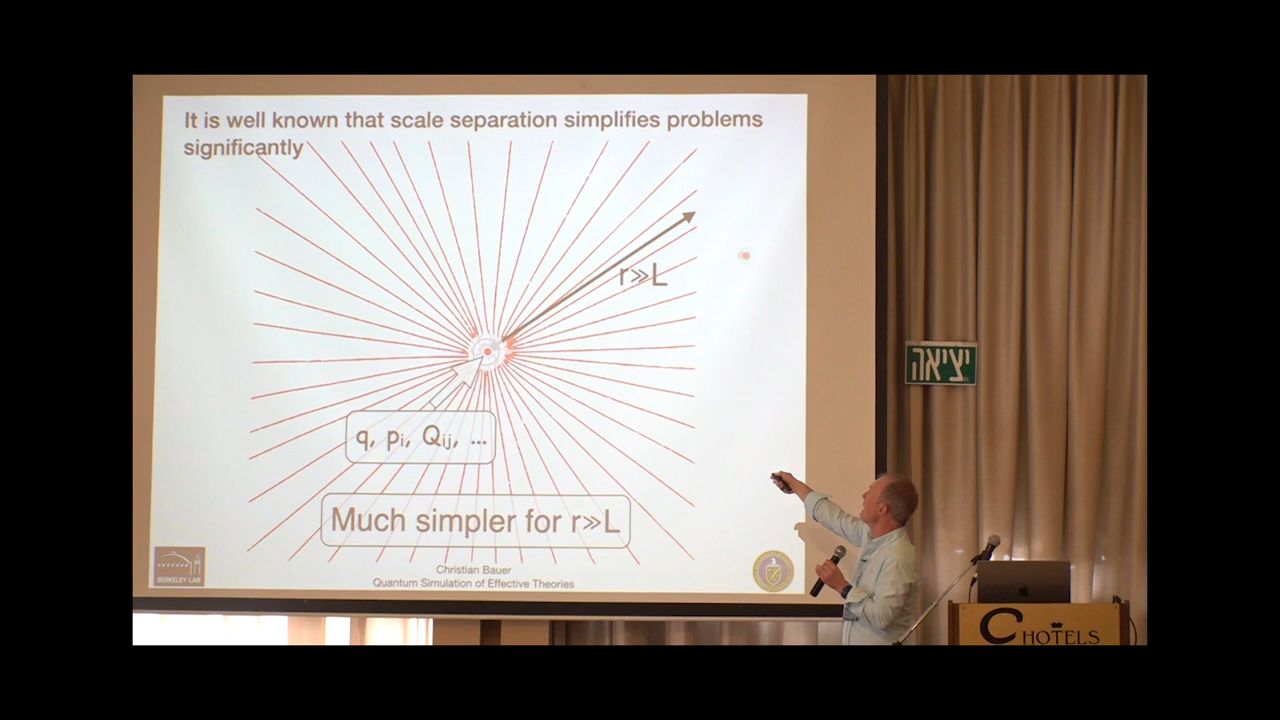 It is well known that scale separation simplifies problems
significantly
r≫L
q, pi, Qij, ...
Much simpler for r≫L
Christian Bauer
Quantum Simulation of Effective Theories
BERKELEY LAB
יציאה
C HOTELS